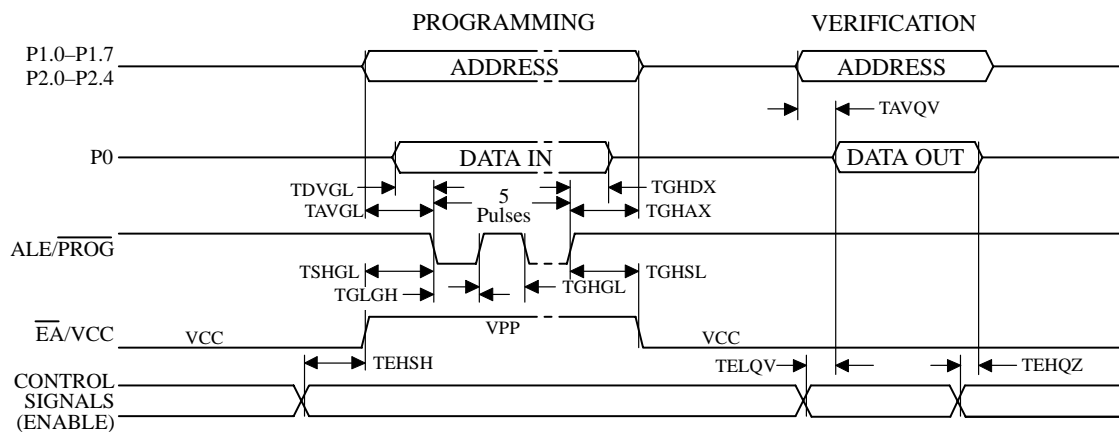 PROGRAMMING VERIFICATION
P1.0–P1.7
P2.0–P2.4
ADDRESS ADDRESS
TAVQV
P0 DATA IN DATA OUT
TDVGL 5 TGHDX
TAVGL Pulses TGHAX
ALE/PROG
TSHGL TGHSL
TGLGH TGHGL
EA/VCC VCC VPP VCC
TEHSH TELQV TEHQZ
CONTROL
SIGNALS
(ENABLE)